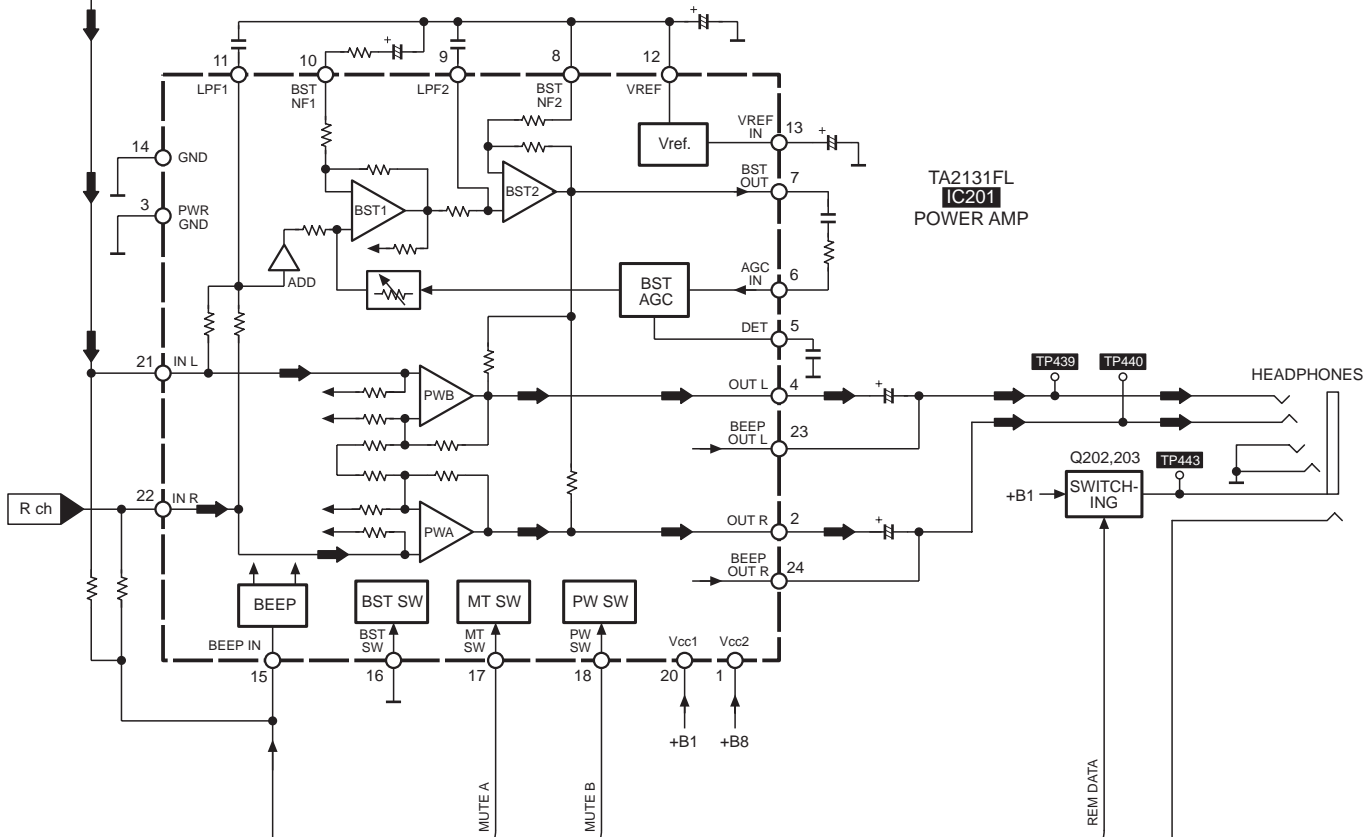 11
10
9
8
12
+
+
LPF1
BST
NF1
LPF2
BST
NF2
VREF
14
GND
3
PWR
GND
Vref.
VREF
IN
13
+
BST
OUT
7
TA2131FL
IC201
POWER AMP
BST1
BST2
ADD
BST
AGC
AGC
IN
6
DET
5
21
IN L
PWB
OUT L
4
+
BEEP
OUT L
23
TP439
TP440
HEADPHONES
Q202,203
TP443
+B1
SWITCH-
ING
R ch
22
IN R
PWA
OUT R
2
+
BEEP
OUT R
24
BEEP
BST SW
MT SW
PW SW
BEEP IN
BST
SW
MT
SW
PW
SW
Vcc1
Vcc2
15
16
17
18
20
1
+B1
+B8
MUTE A
MUTE B
REM DATA